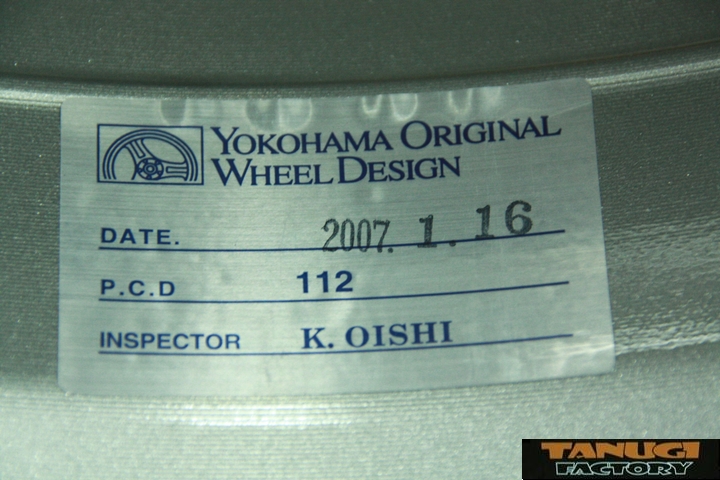 YOKOHAMA ORIGINAL
WHEEL DESIGN
DATE. 2007. 1. 16
P.C.D 112
INSPECTOR K. OISHI
TANUGI
FACTORY